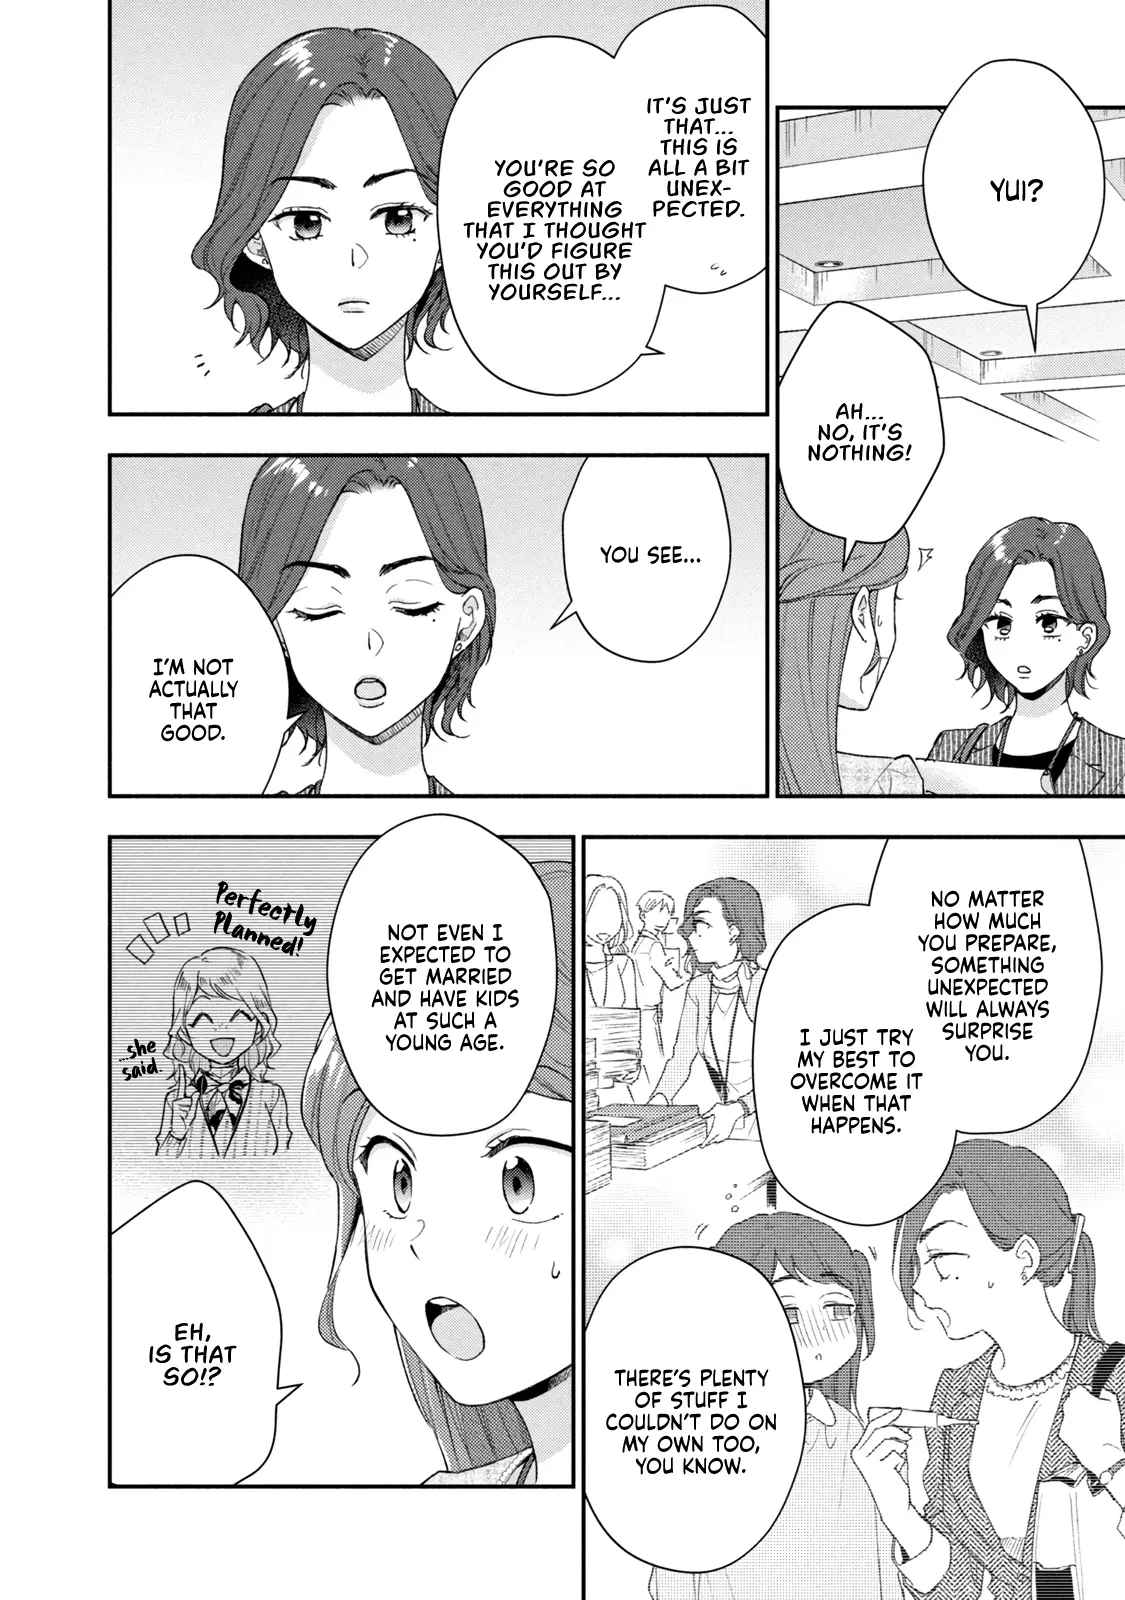 YUI?
AH...
NO, IT'S
NOTHING!
IT'S JUST
THAT...
THIS IS
ALL A BIT
UNEX-
PECTED.
YOU'RE SO
GOOD AT
EVERYTHING
THAT I THOUGHT
YOU'D FIGURE
THIS OUT BY
YOURSELF...
YOU SEE...
I'M NOT
ACTUALLY
THAT
GOOD.
NO MATTER
HOW MUCH
YOU PREPARE,
SOMETHING
UNEXPECTED
WILL ALWAYS
SURPRISE
YOU.
I JUST TRY
MY BEST TO
OVERCOME IT
WHEN THAT
HAPPENS.
THERE'S PLENTY
OF STUFF I
COULDN'T DO ON
MY OWN TOO,
YOU KNOW.
NOT EVEN I
EXPECTED TO
GET MARRIED
AND HAVE KIDS
AT SUCH A
YOUNG AGE.
Perfectly
Planned!
...she
said.
EH,
IS THAT
SO!?